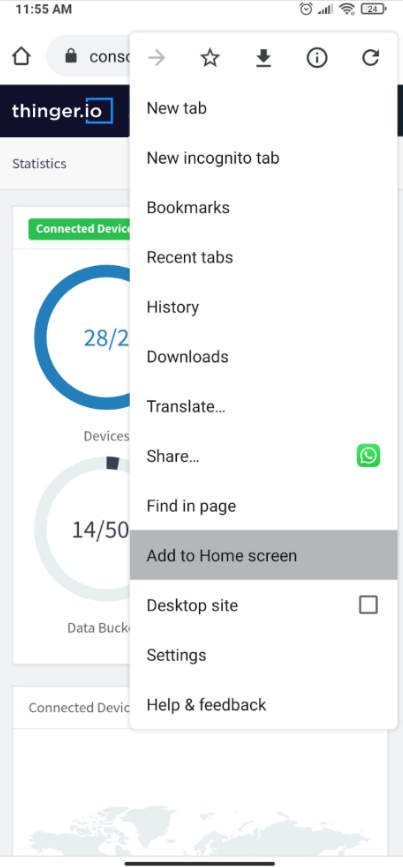 11:55 AM
24
conso
thinger.io
New tab
New incognito tab
Statistics
Bookmarks
Connected Device
Recent tabs
History
28/2
Downloads
Translate...
Devices
Share...
Find in page
14/50
Add to Home screen
Desktop site
Data Buck
Settings
Connected Devic
Help & feedback